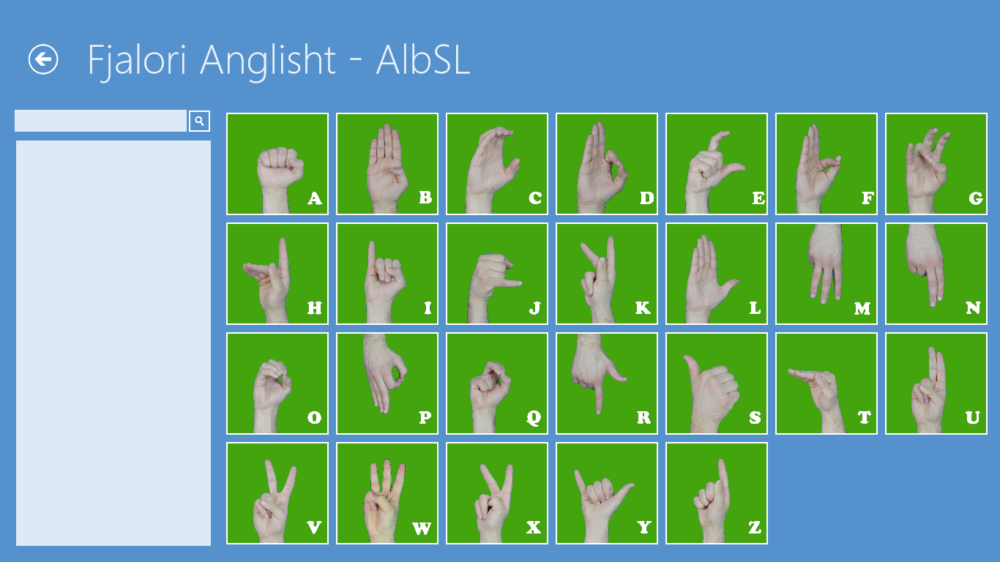 Fjalori Anglisht - AlbSL
A B C D E F G
H I J K L M N
O P Q R S T U
V W X Y Z